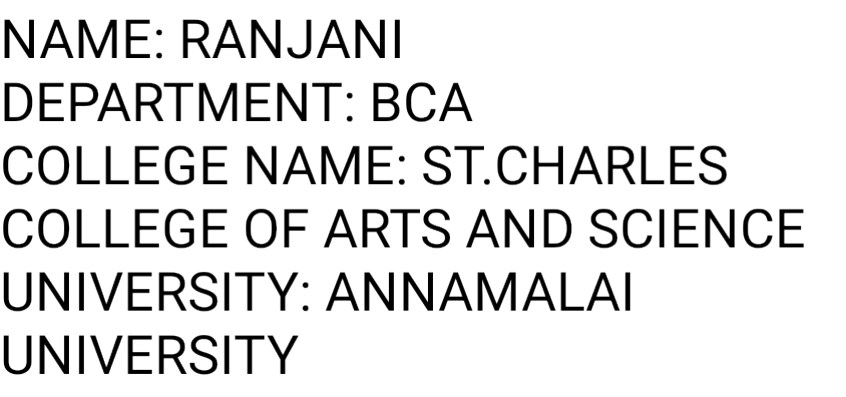 NAME: RANJANI
DEPARTMENT: BCA
COLLEGE NAME: ST.CHARLES
COLLEGE OF ARTS AND SCIENCE
UNIVERSITY: ANNAMALAI
UNIVERSITY